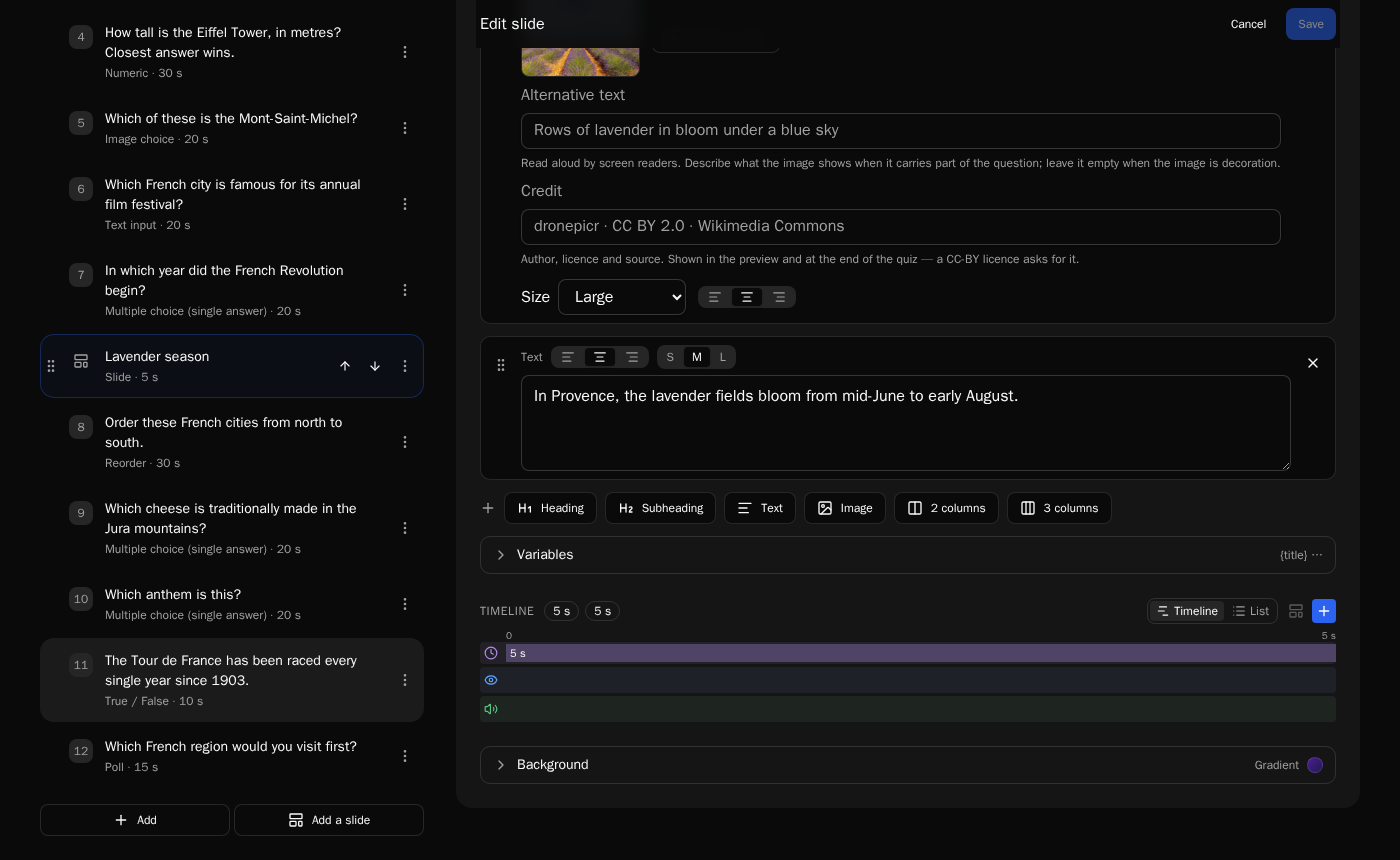 4
How tall is the Eiffel Tower, in metres?
Closest answer wins.
Numeric · 30 s
5
Which of these is the Mont-Saint-Michel?
Image choice · 20 s
6
Which French city is famous for its annual
film festival?
Text input · 20 s
7
In which year did the French Revolution
begin?
Multiple choice (single answer) · 20 s
Lavender season
Slide · 5 s
8
Order these French cities from north to
south.
Reorder · 30 s
9
Which cheese is traditionally made in the
Jura mountains?
Multiple choice (single answer) · 20 s
10
Which anthem is this?
Multiple choice (single answer) · 20 s
11
The Tour de France has been raced every
single year since 1903.
True / False · 10 s
12
Which French region would you visit first?
Poll · 15 s
Add
Add a slide
Edit slide
Cancel
Save
Alternative text
Rows of lavender in bloom under a blue sky
Read aloud by screen readers. Describe what the image shows when it carries part of the question; leave it empty when the image is decoration.
Credit
dronepicr · CC BY 2.0 · Wikimedia Commons
Author, licence and source. Shown in the preview and at the end of the quiz — a CC-BY licence asks for it.
Size
Large
Text
S M L
In Provence, the lavender fields bloom from mid-June to early August.
H1 Heading
H2 Subheading
Text
Image
2 columns
3 columns
Variables
{title} ···
TIMELINE
5 s
5 s
Timeline
List
0
5 s
5 s
Background
Gradient